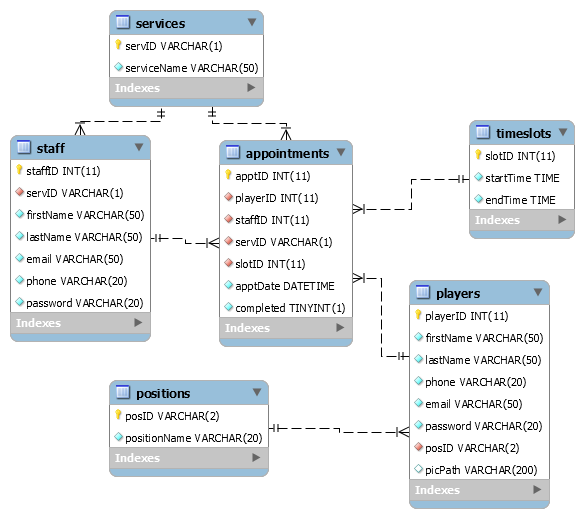 services
servID VARCHAR(1)
serviceName VARCHAR(50)
Indexes
staff
staffID INT(11)
servID VARCHAR(1)
firstName VARCHAR(50)
lastName VARCHAR(50)
email VARCHAR(50)
phone VARCHAR(20)
password VARCHAR(20)
Indexes
appointments
apptID INT(11)
playerID INT(11)
staffID INT(11)
servID VARCHAR(1)
slotID INT(11)
apptDate DATETIME
completed TINYINT(1)
Indexes
timeslots
slotID INT(11)
startTime TIME
endTime TIME
Indexes
players
playerID INT(11)
firstName VARCHAR(50)
lastName VARCHAR(50)
phone VARCHAR(20)
email VARCHAR(50)
password VARCHAR(20)
posID VARCHAR(2)
picPath VARCHAR(200)
Indexes
positions
posID VARCHAR(2)
positionName VARCHAR(20)
Indexes